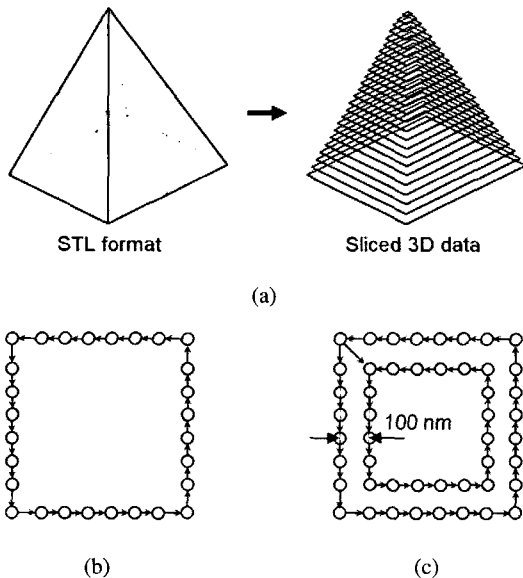 STL format
Sliced 3D data
(a)
100 nm
(b)
(c)